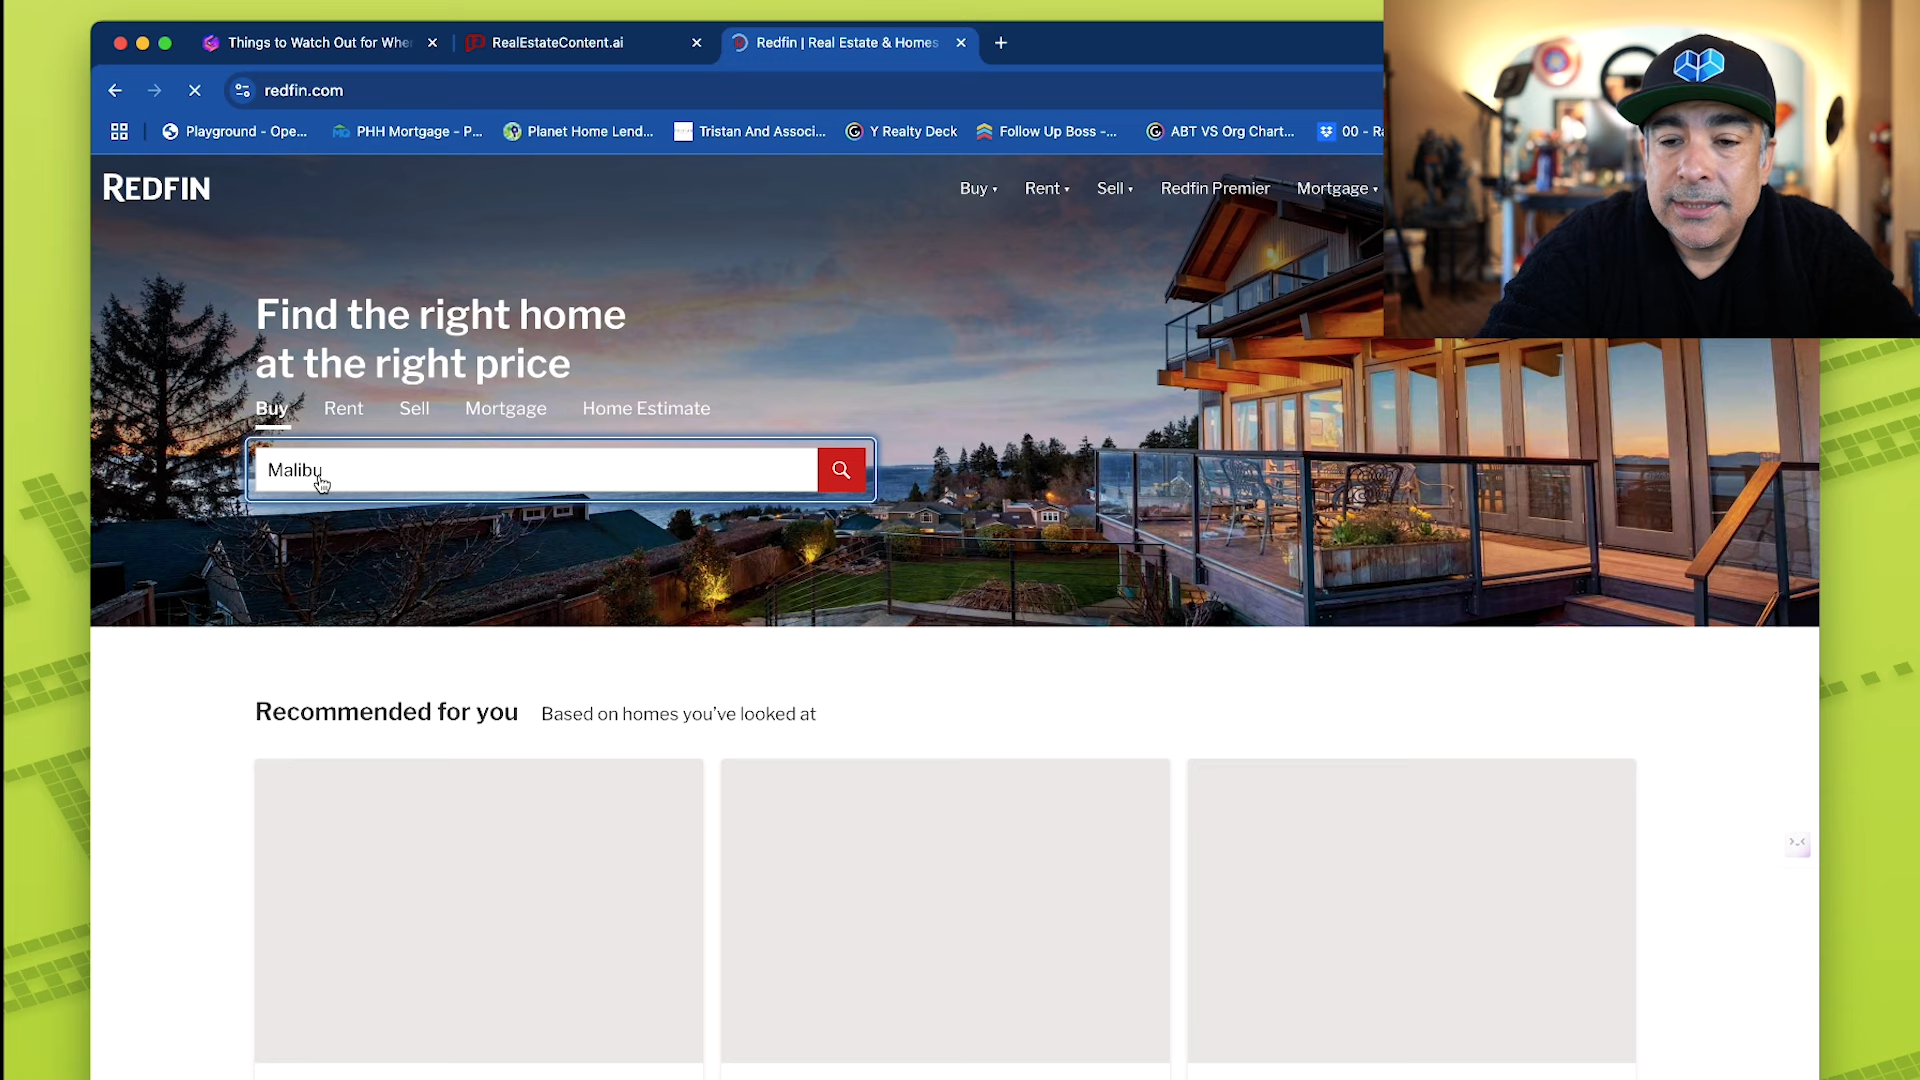 Things to Watch Out for Whe
RealEstateContent.ai
Redfin | Real Estate & Homes
redfin.com
Playground - Ope...
PHH Mortgage - P...
Planet Home Lend...
Tristan And Associ...
Y Realty Deck
Follow Up Boss -...
ABT VS Org Chart...
00 - Ra
REDFIN
Buy
Rent
Sell
Redfin Premier
Mortgage
Find the right home
at the right price
Buy
Rent
Sell
Mortgage
Home Estimate
Malibu
Recommended for you
Based on homes you've looked at